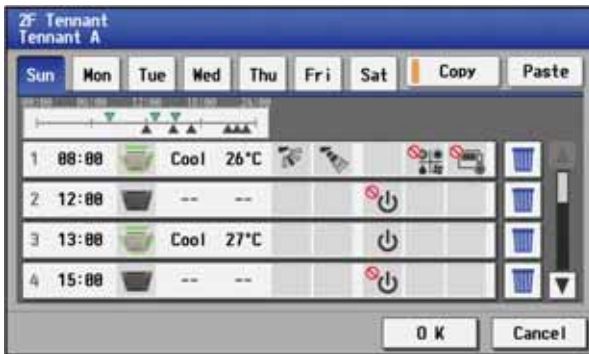 2F Tennant
Tennant A
Sun Mon Tue Wed Thu Fri Sat Copy Paste
1 08:00 Cool 26°C
2 12:00 -- --
3 13:00 Cool 27°C
4 15:00 -- --
OK Cancel